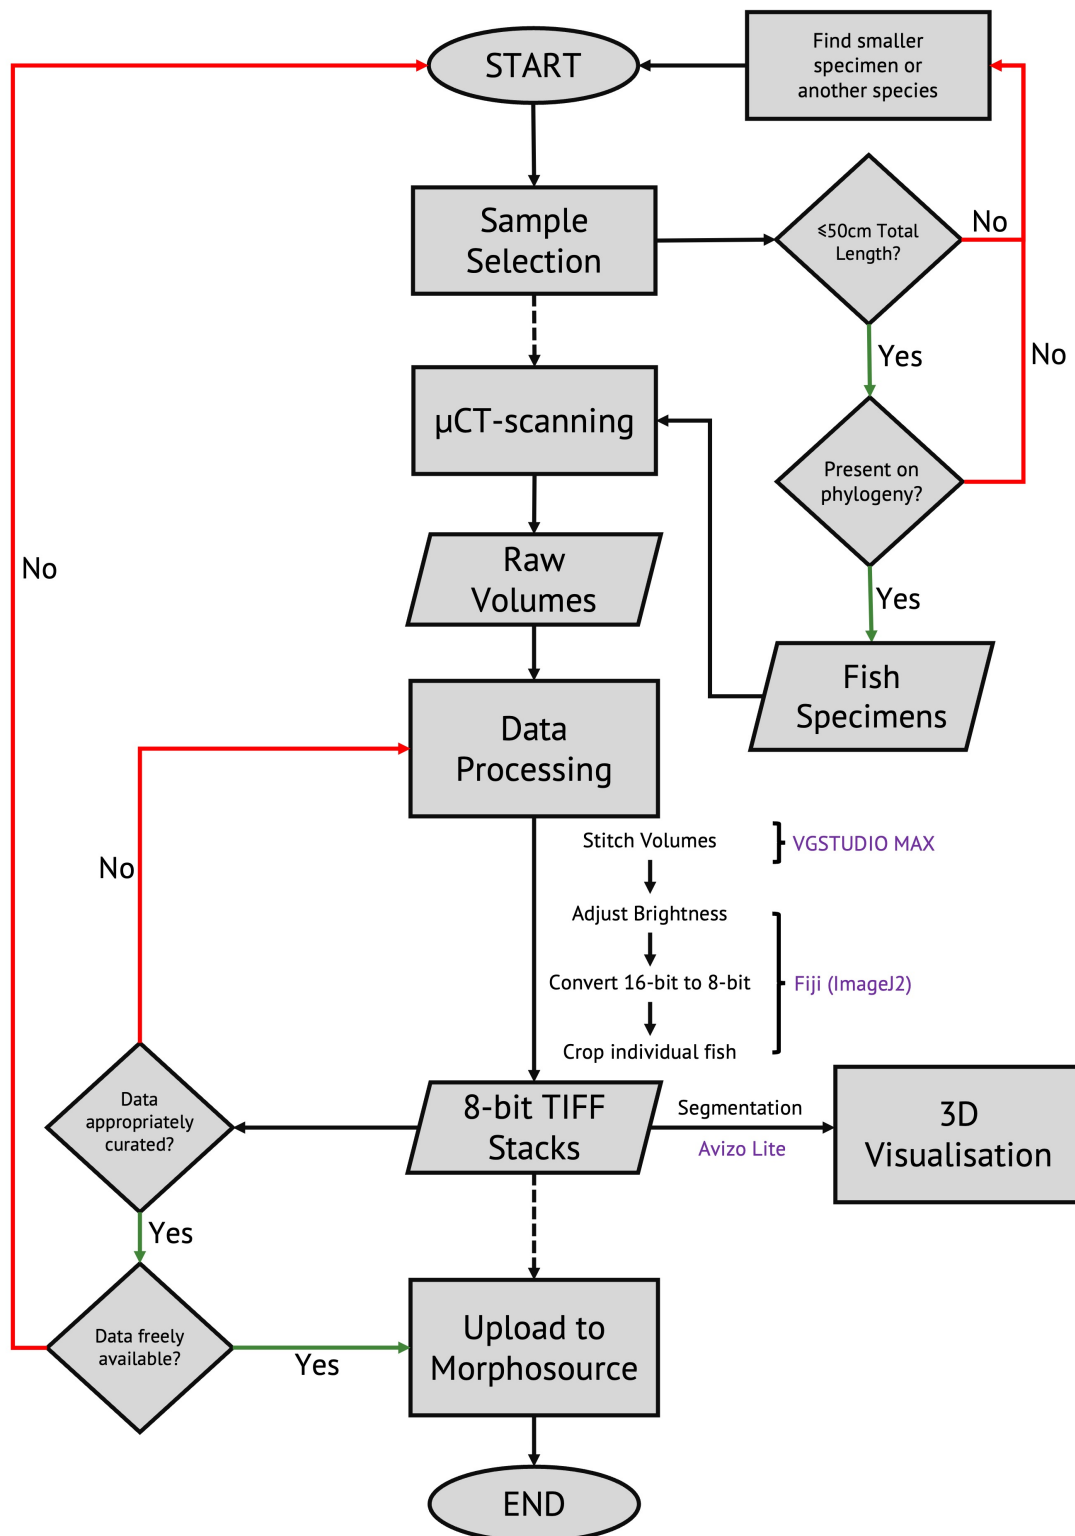 START
Find smaller
specimen or
another species
Sample
Selection
⩽50cm Total
Length?
No
Yes
No
μCT-scanning
Present on
phylogeny?
Yes
Raw
Volumes
No
Fish
Specimens
Data
Processing
Stitch Volumes
VGSTUDIO MAX
No
Adjust Brightness
Convert 16-bit to 8-bit
Fiji (ImageJ2)
Crop individual fish
Data
appropriately
curated?
8-bit TIFF
Stacks
Segmentation
Avizo Lite
3D
Visualisation
Yes
Data freely
available?
Yes
Upload to
Morphosource
END